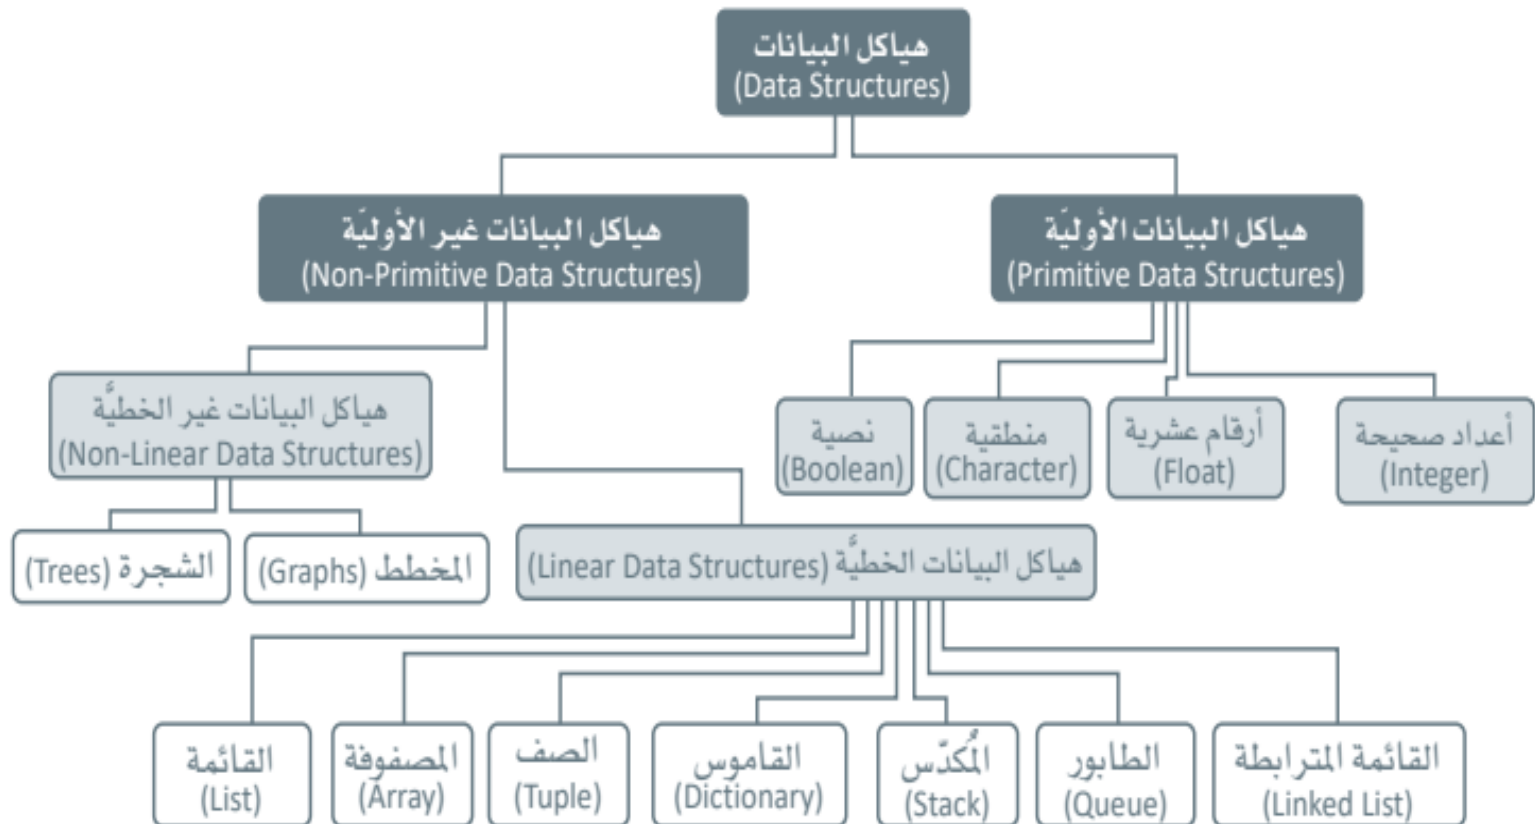 هياكل البيانات
(Data Structures)
هياكل البيانات الأوليّة
(Primitive Data Structures)
هياكل البيانات غير الأوليّة
(Non-Primitive Data Structures)
أعداد صحيحة
(Integer)
أرقام عشرية
(Float)
منطقية
(Character)
نصية
(Boolean)
هياكل البيانات غير الخطيَّة
(Non-Linear Data Structures)
المخطط (Graphs)
الشجرة (Trees)
هياكل البيانات الخطيَّة (Linear Data Structures)
القائمة المترابطة
(Linked List)
الطابور
(Queue)
المُكدّس
(Stack)
القاموس
(Dictionary)
الصف
(Tuple)
المصفوفة
(Array)
القائمة
(List)